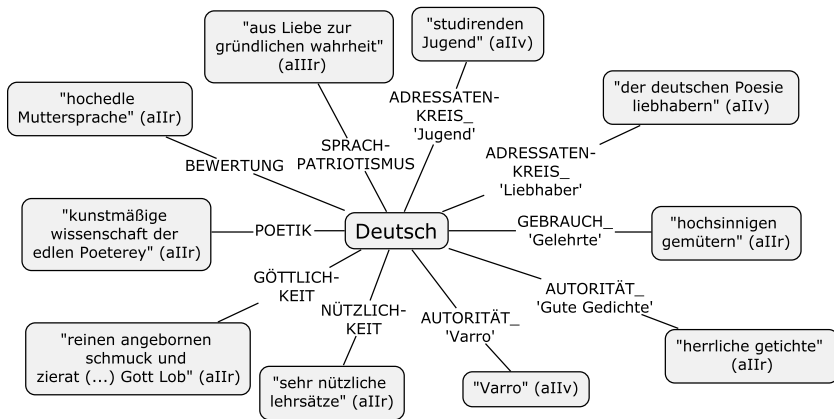 "aus Liebe zur
gründlichen wahrheit"
(aIIIr)
"studirenden
Jugend" (aIIv)
"hochedle
Muttersprache" (aIIr)
"der deutschen Poesie
liebhabern" (aIIv)
BEWERTUNG
SPRACH-
PATRIOTISMUS
ADRESSATEN-
KREIS_
'Jugend'
ADRESSATEN-
KREIS_
'Liebhaber'
"kunstmäßige
wissenschaft der
edlen Poeterey" (aIIr)
POETIK
Deutsch
GEBRAUCH_
'Gelehrte'
"hochsinnigen
gemütern" (aIIr)
GÖTTLICH-
KEIT
NÜTZLICH-
KEIT
AUTORITÄT_
'Varro'
AUTORITÄT_
'Gute Gedichte'
"reinen angebornen
schmuck und
zierat (...) Gott Lob" (aIIr)
"sehr nützliche
lehrsätze" (aIIr)
"Varro" (aIIv)
"herrliche getichte"
(aIIr)